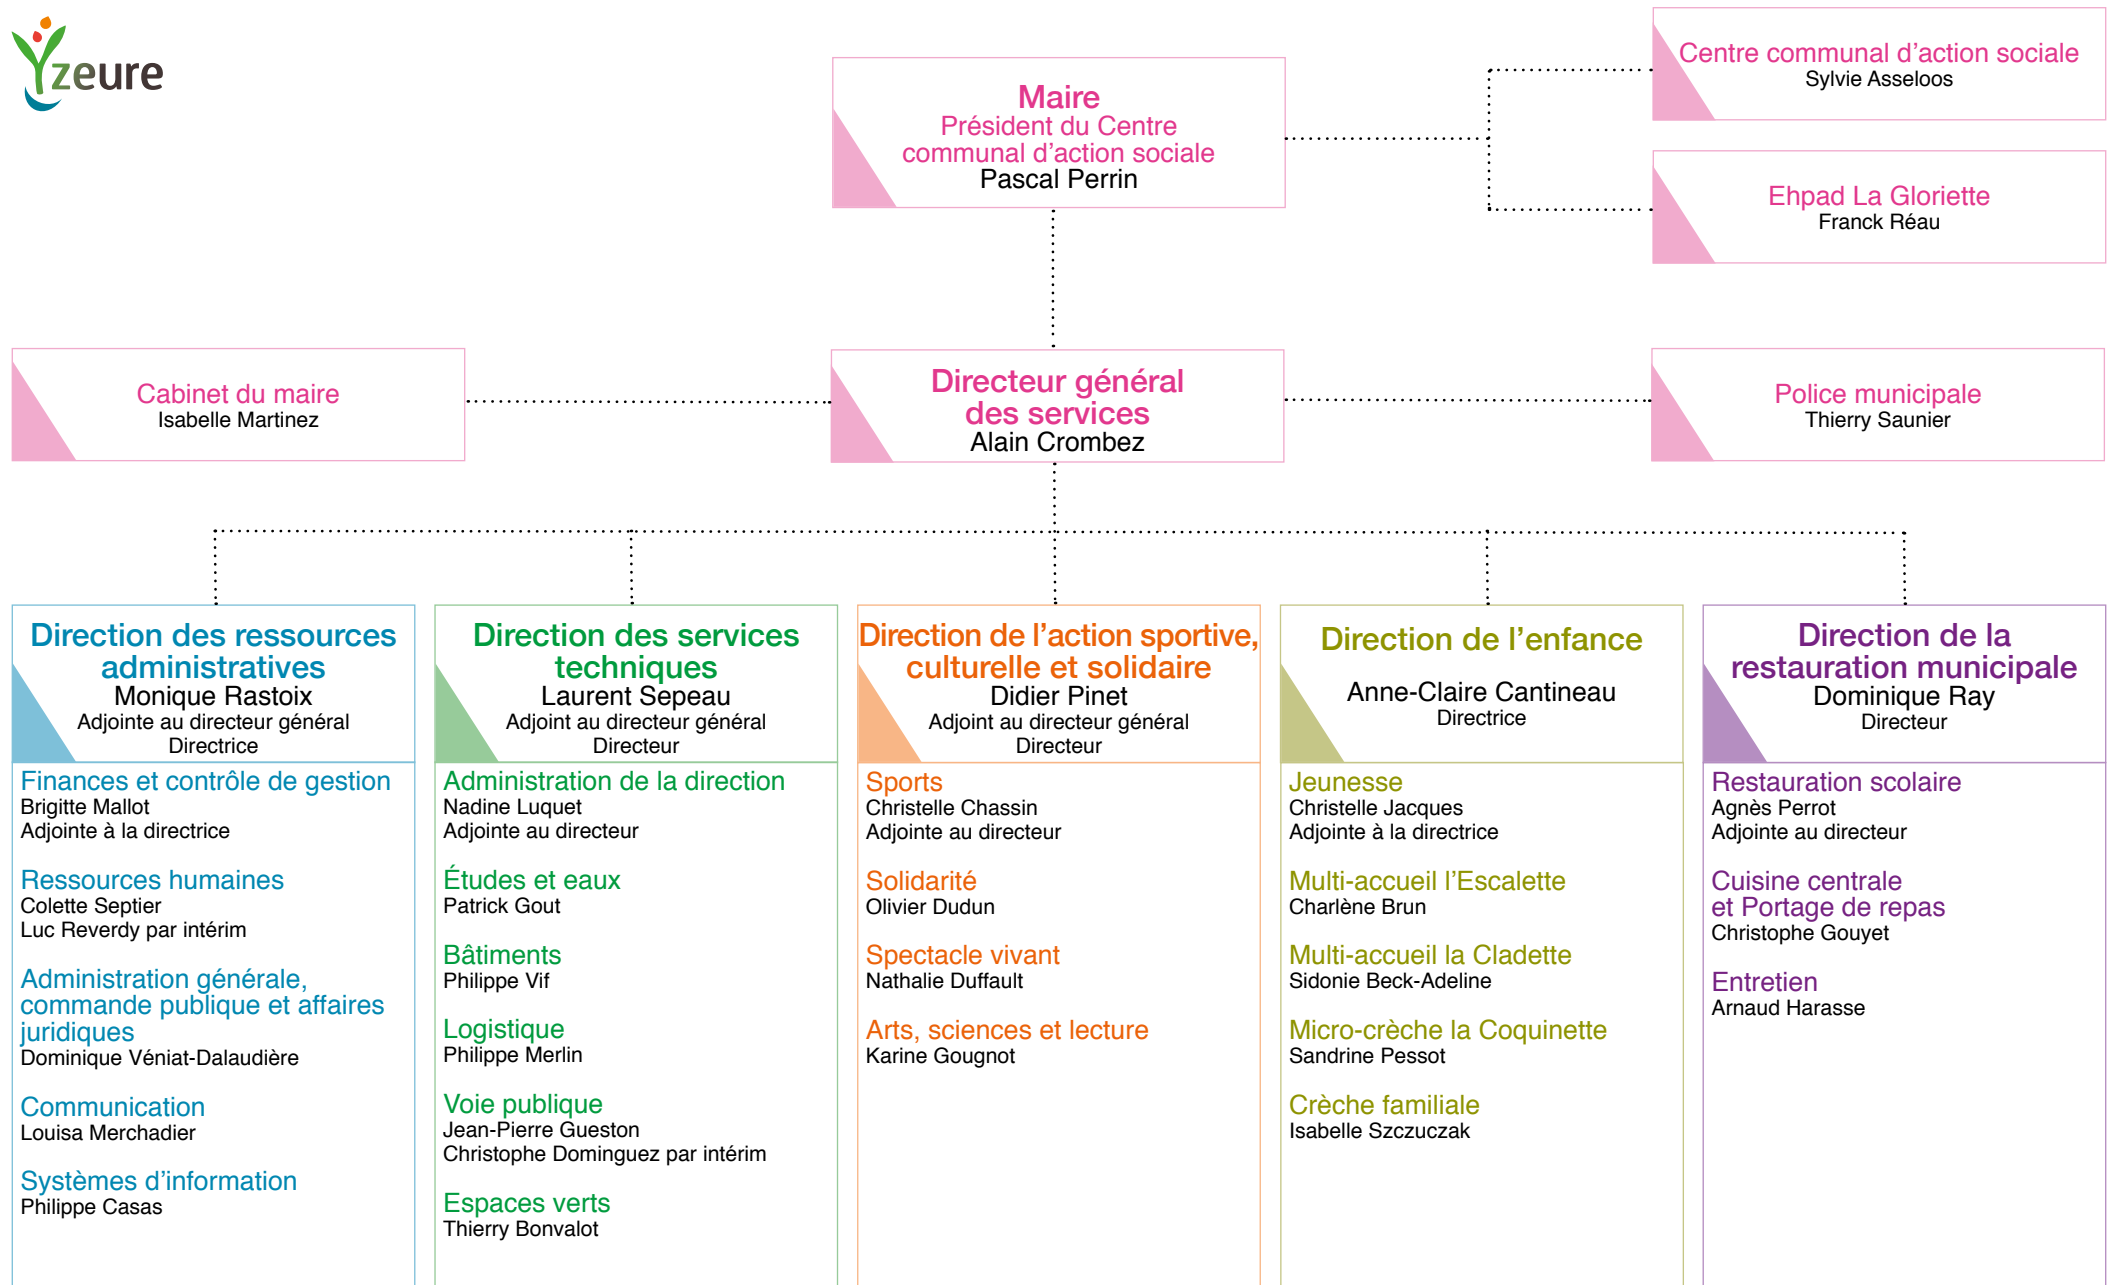 Yzeure
Centre communal d’action sociale
Sylvie Asseloos
Maire
Président du Centre
communal d’action sociale
Pascal Perrin
Ehpad La Gloriette
Franck Réau
Cabinet du maire
Isabelle Martinez
Directeur général
des services
Alain Crombez
Police municipale
Thierry Saunier
Direction des ressources
administratives
Monique Rastoix
Adjointe au directeur général
Directrice
Finances et contrôle de gestion
Brigitte Mallot
Adjointe à la directrice
Ressources humaines
Colette Septier
Luc Reverdy par intérim
Administration générale,
commande publique et affaires
juridiques
Dominique Véniat-Dalaudière
Communication
Louisa Merchadier
Systèmes d’information
Philippe Casas
Direction des services
techniques
Laurent Sepeau
Adjoint au directeur général
Directeur
Administration de la direction
Nadine Luquet
Adjointe au directeur
Études et eaux
Patrick Gout
Bâtiments
Philippe Vif
Logistique
Philippe Merlin
Voie publique
Jean-Pierre Gueston
Christophe Dominguez par intérim
Espaces verts
Thierry Bonvalot
Direction de l’action sportive,
culturelle et solidaire
Didier Pinet
Adjoint au directeur général
Directeur
Sports
Christelle Chassin
Adjointe au directeur
Solidarité
Olivier Dudun
Spectacle vivant
Nathalie Duffault
Arts, sciences et lecture
Karine Gougnot
Direction de l’enfance
Anne-Claire Cantineau
Directrice
Jeunesse
Christelle Jacques
Adjointe à la directrice
Multi-accueil l’Escalette
Charlène Brun
Multi-accueil la Cladette
Sidonie Beck-Adeline
Micro-crèche la Coquinette
Sandrine Pessot
Crèche familiale
Isabelle Szczuczak
Direction de la
restauration municipale
Dominique Ray
Directeur
Restauration scolaire
Agnès Perrot
Adjointe au directeur
Cuisine centrale
et Portage de repas
Christophe Gouyet
Entretien
Arnaud Harasse